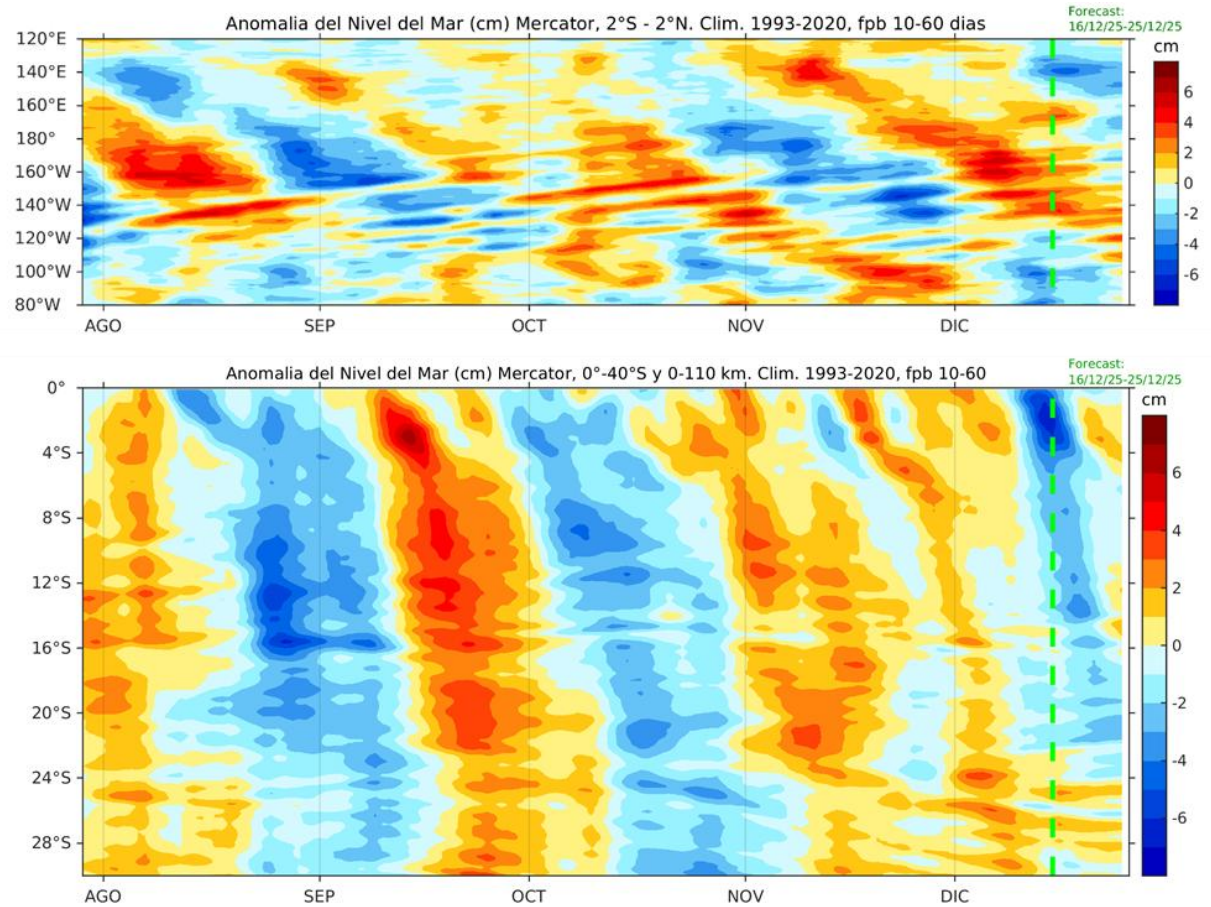 Anomalia del Nivel del Mar (cm) Mercator, 2°S - 2°N. Clim. 1993-2020, fpb 10-60 dias
Forecast:
16/12/25-25/12/25
cm
120°E
140°E
160°E
180°
160°W
140°W
120°W
100°W
80°W
6
4
2
0
-2
-4
-6
AGO
SEP
OCT
NOV
DIC
Anomalia del Nivel del Mar (cm) Mercator, 0°-40°S y 0-110 km. Clim. 1993-2020, fpb 10-60
Forecast:
16/12/25-25/12/25
cm
0°
4°S
8°S
12°S
16°S
20°S
24°S
28°S
6
4
2
0
-2
-4
-6
AGO
SEP
OCT
NOV
DIC